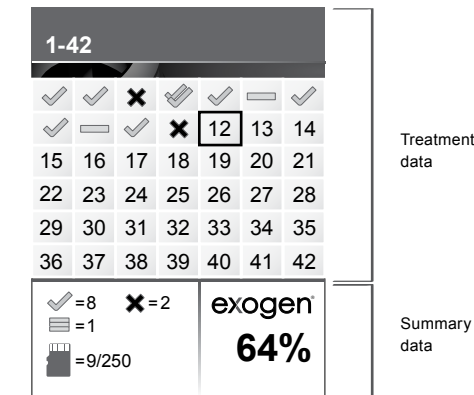 1-42
12 13 14
15 16 17 18 19 20 21
22 23 24 25 26 27 28
29 30 31 32 33 34 35
36 37 38 39 40 41 42
Treatment
data
=8 =2
=1
=9/250
exogen
64%
Summary
data